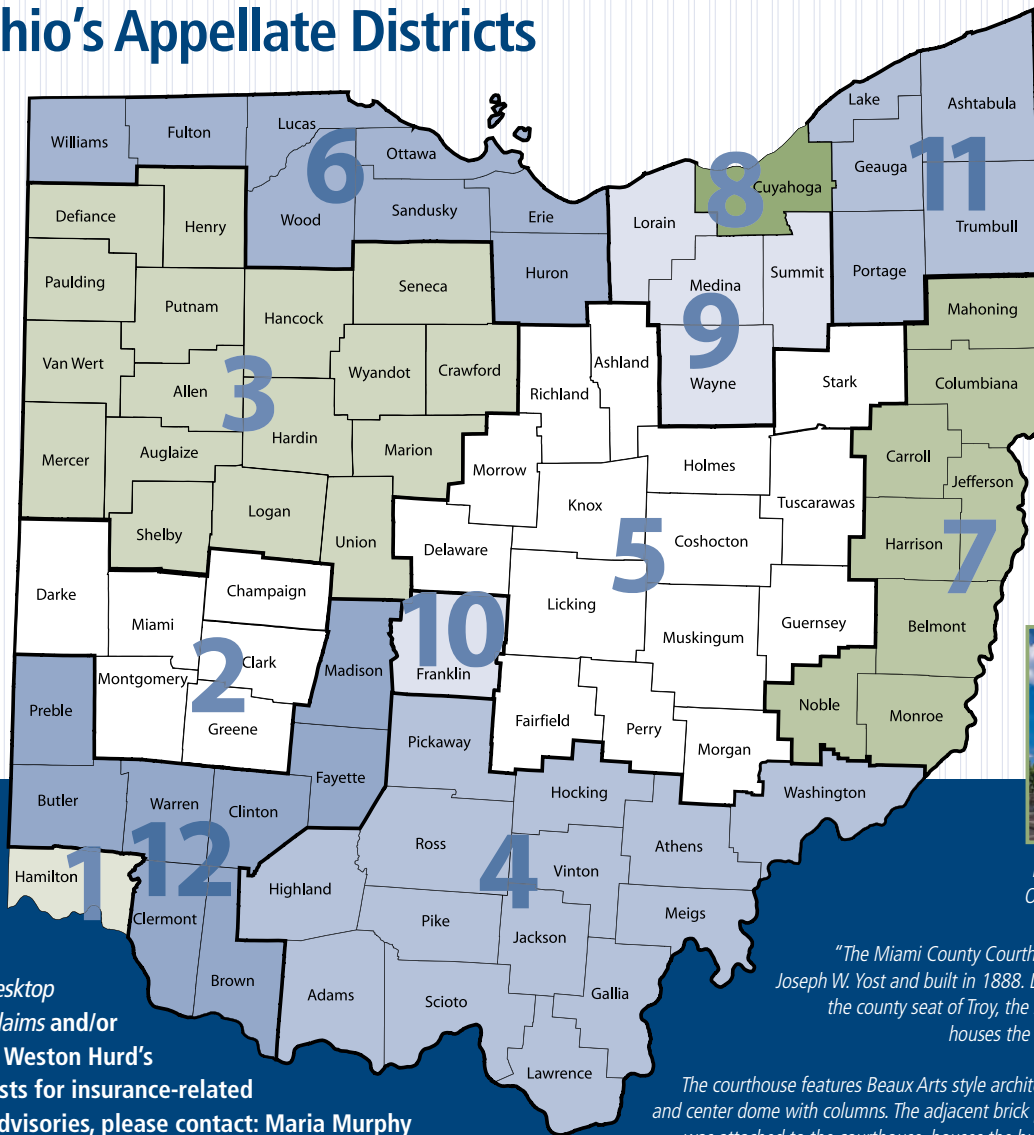 hio's Appellate Districts
Lake
Ashtabula
Lucas
Williams
Fulton
Ottawa
Geauga
11
6
8
Cuyahoga
Defiance
Henry
Wood
Sandusky
Erie
Lorain
Trumbull
Paulding
Huron
Medina
Summit
Portage
Putnam
Hancock
Seneca
9
Mahoning
Van Wert
Allen
3
Wyandot
Crawford
Richland
Ashland
Wayne
Stark
Columbiana
Mercer
Auglaize
Hardin
Marion
Morrow
Holmes
Carroll
Jefferson
Shelby
Logan
Union
Delaware
Knox
5
Coshocton
Tuscarawas
Harrison
7
Darke
Miami
Champaign
10
Licking
Muskingum
Guernsey
Belmont
2
Clark
Madison
Franklin
Montgomery
Preble
Greene
Pickaway
Fairfield
Perry
Morgan
Noble
Monroe
Butler
Warren
Clinton
Fayette
Hocking
Washington
Hamilton
1
12
Ross
4
Vinton
Athens
Clermont
Highland
Pike
Jackson
Meigs
Brown
Adams
Scioto
Gallia
Lawrence
esktop
laims and/or
Weston Hurd's
sts for insurance-related
dvisories, please contact: Maria Murphy
"The Miami County Courth
Joseph W. Yost and built in 1888.
the county seat of Troy, the
houses the
The courthouse features Beaux Arts style archit
and center dome with columns. The adjacent brick